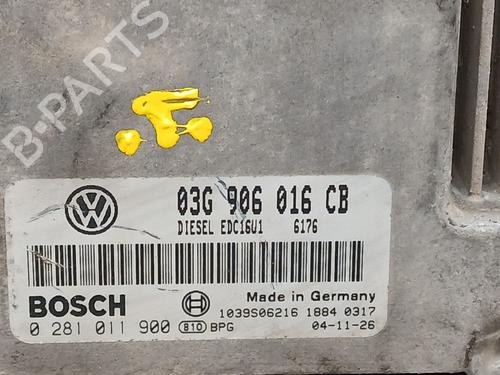 B-PARTS
03G 906 016 CB
DIESEL EDC16U1 6176
BOSCH
Made in Germany
1039S06216 1884 0317
0 281 011 900 810 BPG 04-11-26